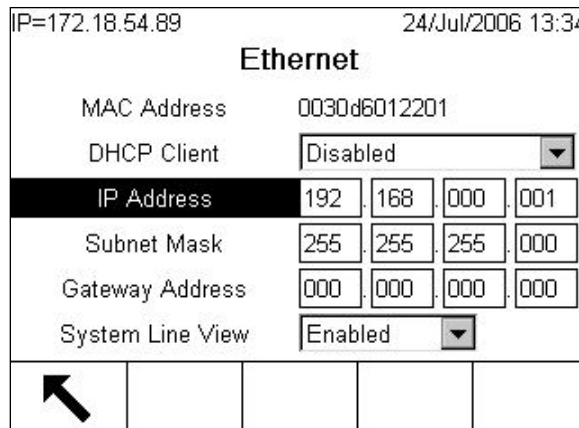 IP=172.18.54.89 24/Jul/2006 13:34
Ethernet
MAC Address 0030d6012201
DHCP Client Disabled
IP Address 192 . 168 . 000 . 001
Subnet Mask 255 . 255 . 255 . 000
Gateway Address 000 . 000 . 000 . 000
System Line View Enabled